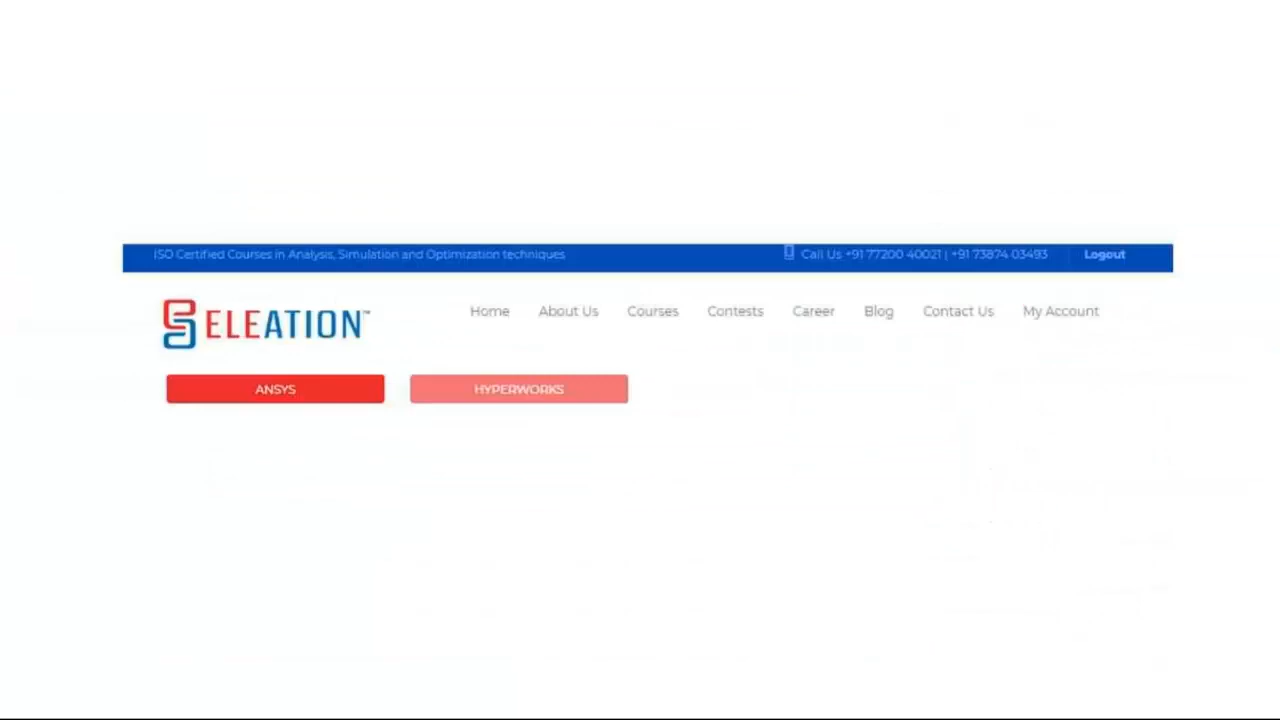 ISO Certified Courses in Analysis, Simulation and Optimization techniques Call Us +91 77200 40021 | +91 73874 03493 Logout
ELEATION™ Home About Us Courses Contests Career Blog Contact Us My Account
ANSYS HYPERWORKS